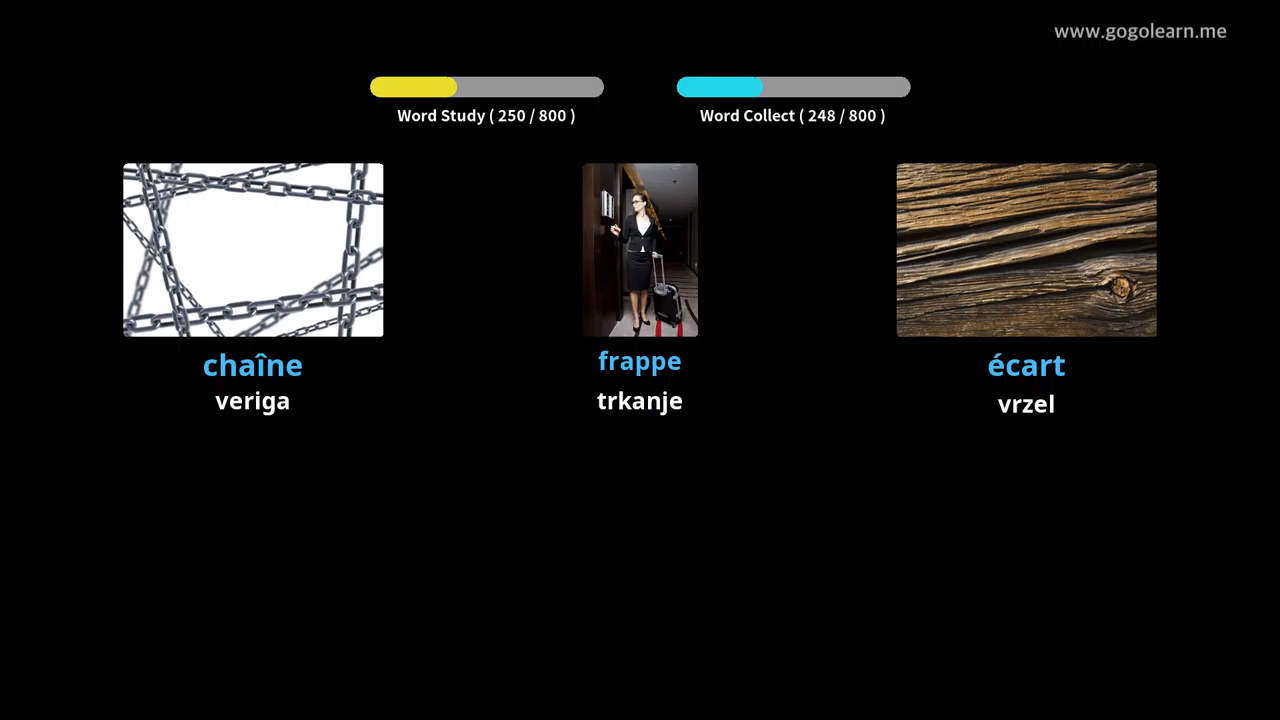 www.gogolearn.me
Word Study ( 250 / 800 )
Word Collect ( 248 / 800 )
chaîne
veriga
frappe
trkanje
écart
vrzel